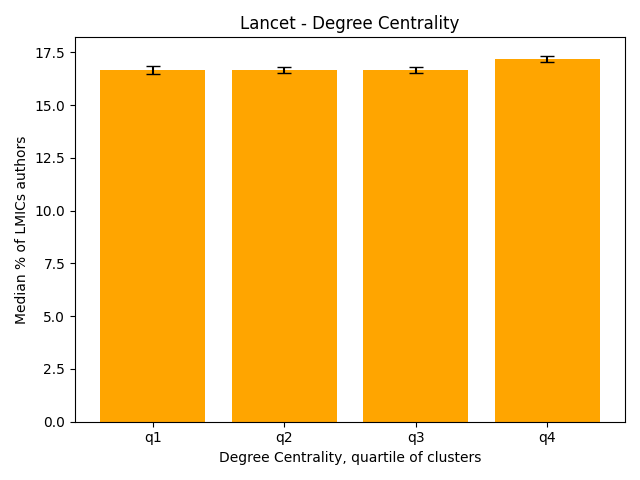 Lancet - Degree Centrality
Median % of LMICs authors
17.5
15.0
12.5
10.0
7.5
5.0
2.5
0.0
q1 q2 q3 q4
Degree Centrality, quartile of clusters